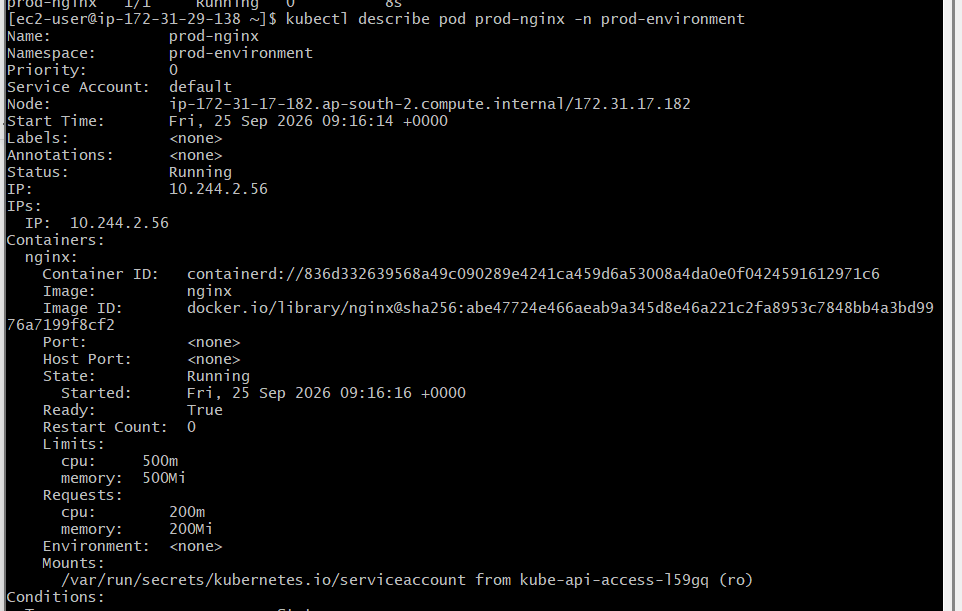 prod-nginx   1/1     Running   0          8s
[ec2-user@ip-172-31-29-138 ~]$ kubectl describe pod prod-nginx -n prod-environment
Name:             prod-nginx
Namespace:        prod-environment
Priority:         0
Service Account:  default
Node:             ip-172-31-17-182.ap-south-2.compute.internal/172.31.17.182
Start Time:       Fri, 25 Sep 2026 09:16:14 +0000
Labels:           <none>
Annotations:      <none>
Status:           Running
IP:               10.244.2.56
IPs:
  IP:  10.244.2.56
Containers:
  nginx:
    Container ID:   containerd://836d332639568a49c090289e4241ca459d6a53008a4da0e0f0424591612971c6
    Image:          nginx
    Image ID:       docker.io/library/nginx@sha256:abe47724e466aeab9a345d8e46a221c2fa8953c7848bb4a3bd99
76a7199f8cf2
    Port:           <none>
    Host Port:      <none>
    State:          Running
      Started:      Fri, 25 Sep 2026 09:16:16 +0000
    Ready:          True
    Restart Count:  0
    Limits:
      cpu:     500m
      memory:  500Mi
    Requests:
      cpu:        200m
      memory:     200Mi
    Environment:  <none>
    Mounts:
      /var/run/secrets/kubernetes.io/serviceaccount from kube-api-access-l59gq (ro)
Conditions: